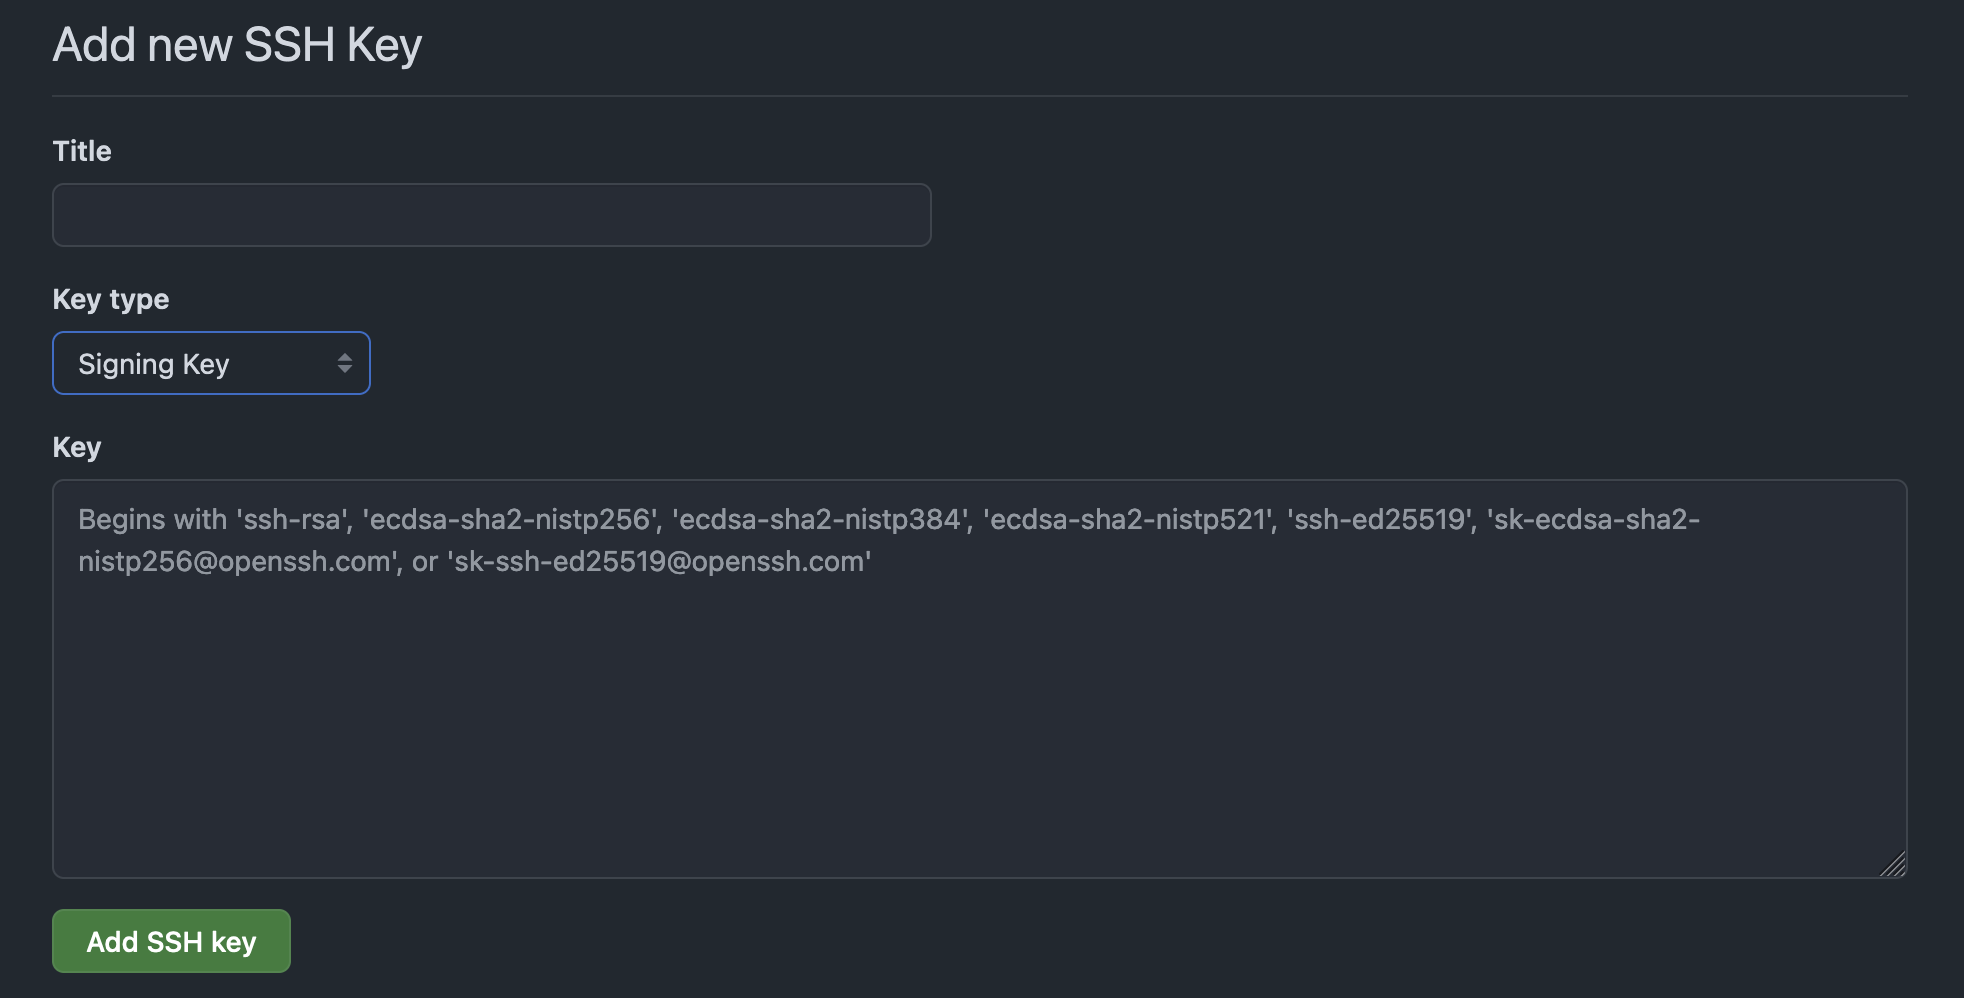 Add new SSH Key
Title
Key type
Signing Key
Key
Begins with 'ssh-rsa', 'ecdsa-sha2-nistp256', 'ecdsa-sha2-nistp384', 'ecdsa-sha2-nistp521', 'ssh-ed25519', 'sk-ecdsa-sha2-
nistp256@openssh.com', or 'sk-ssh-ed25519@openssh.com'
Add SSH key